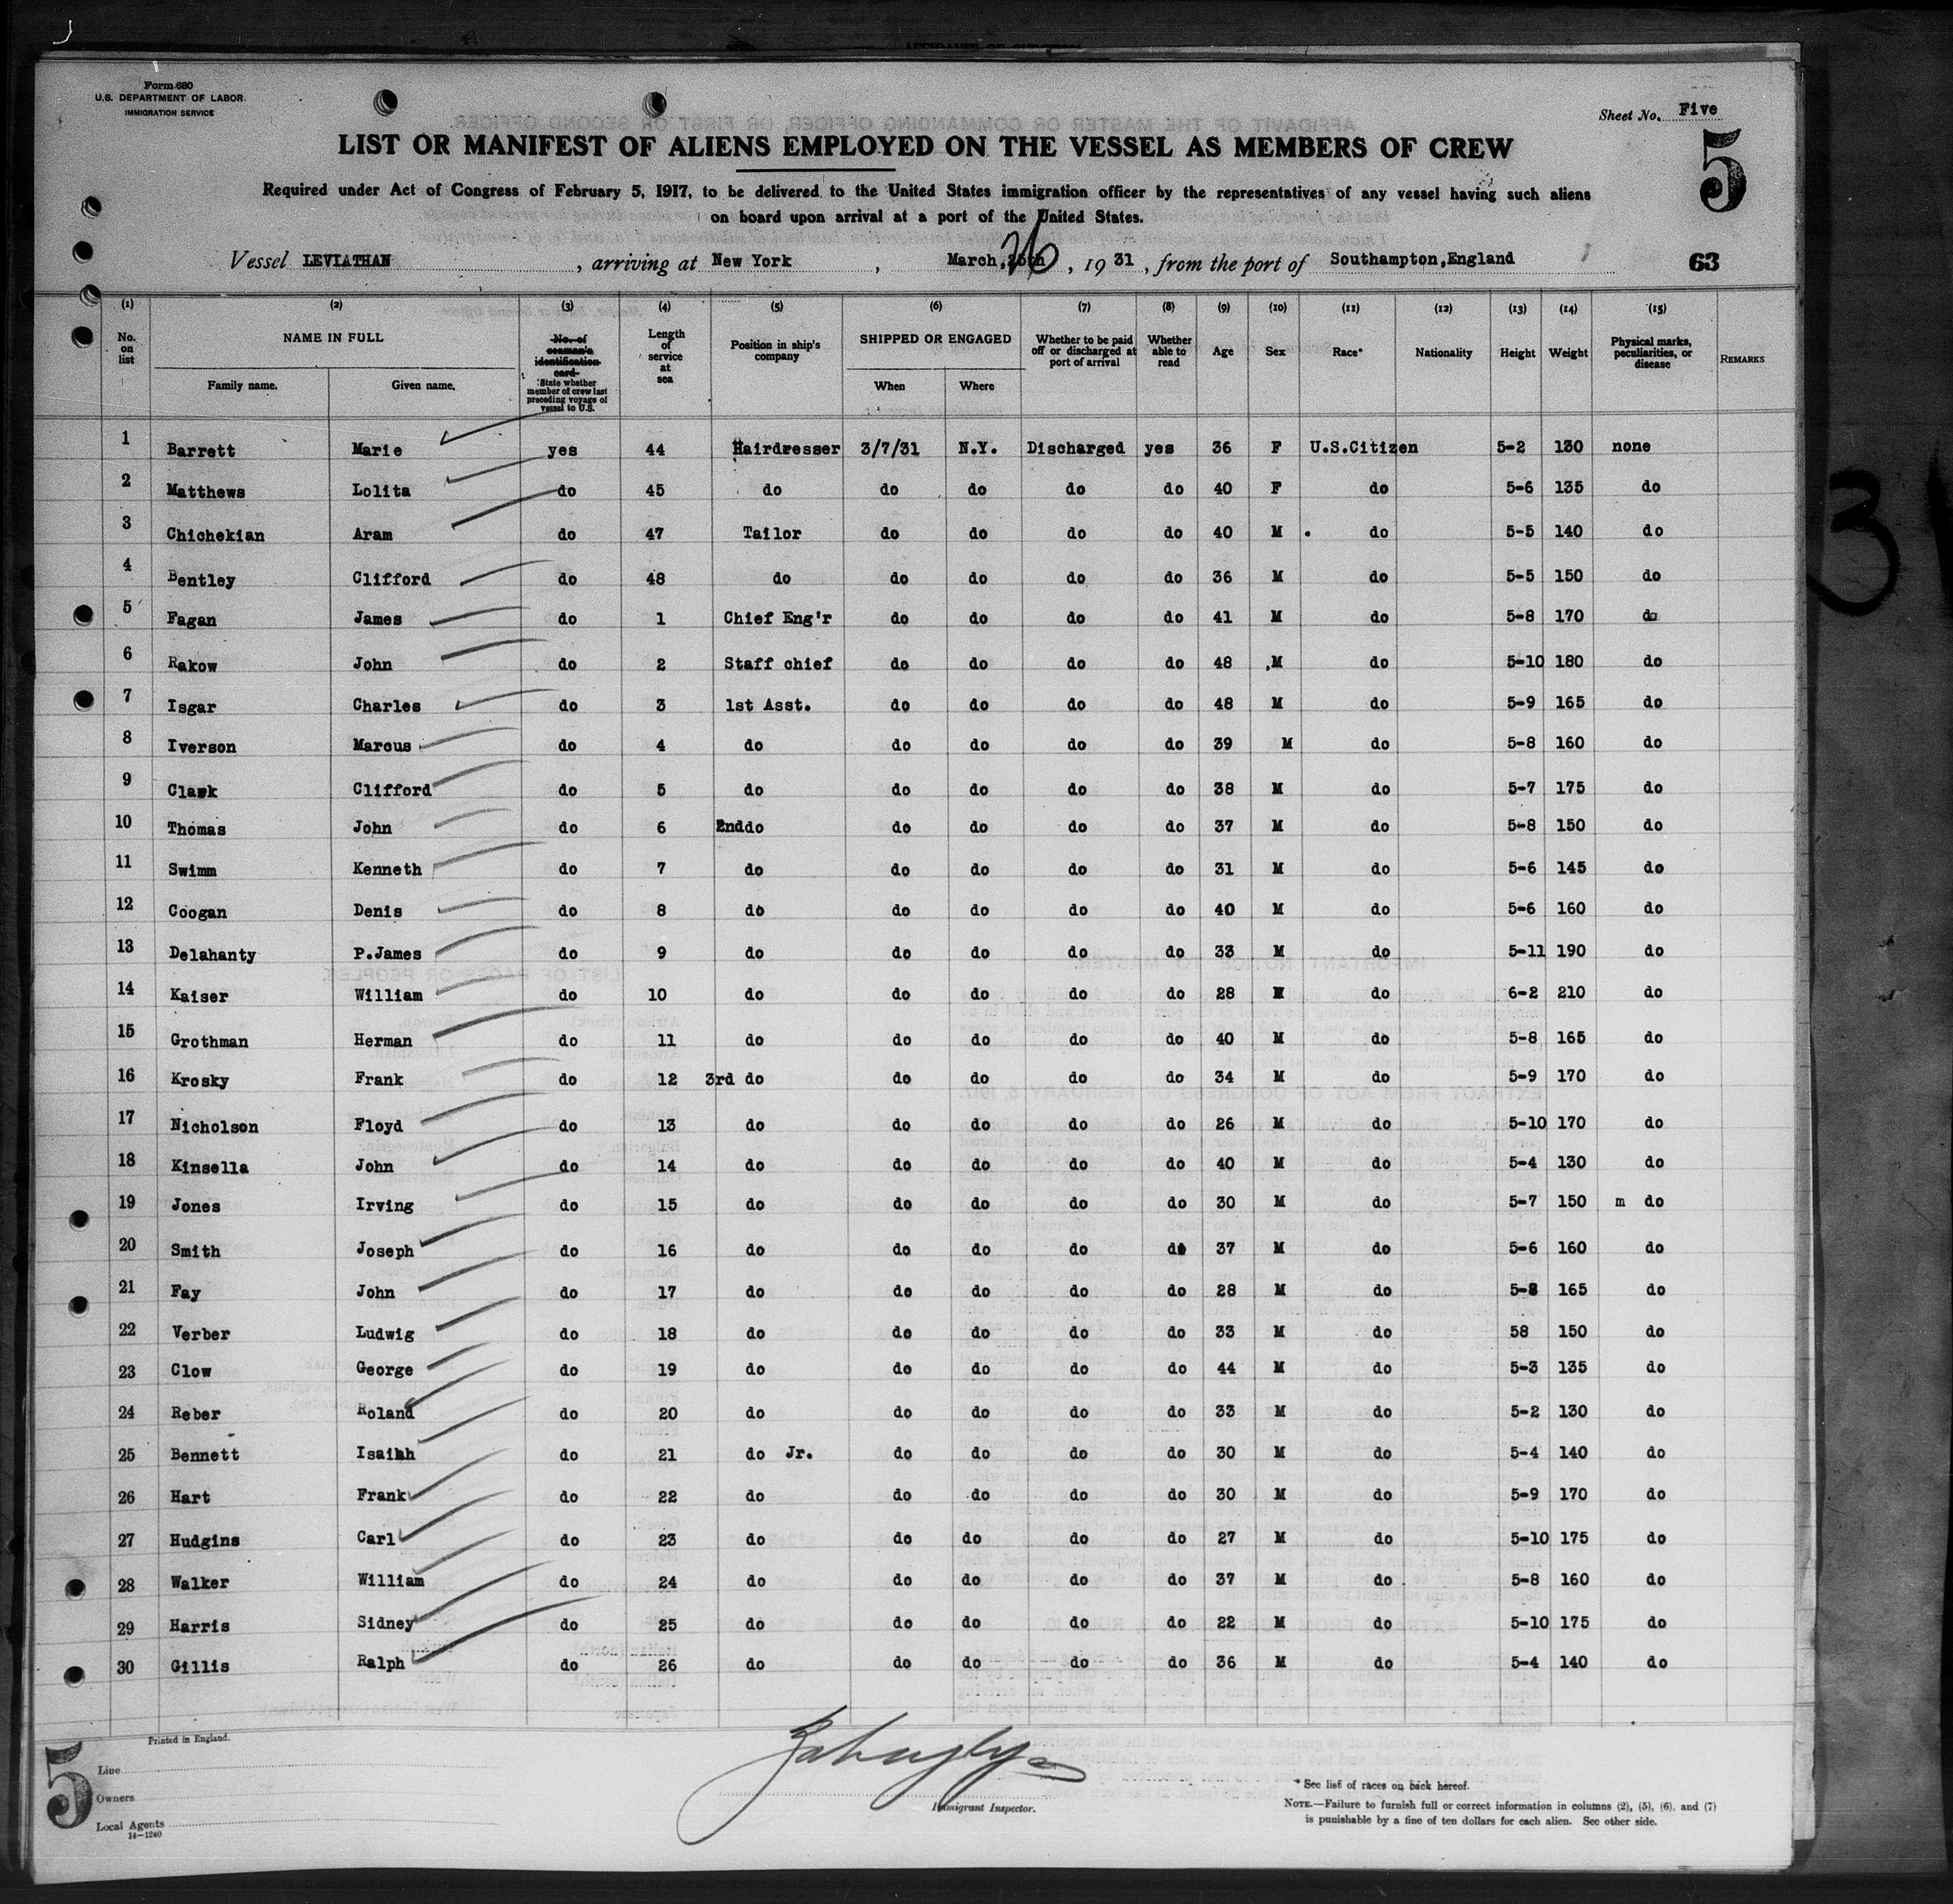 Form 680
U.S. DEPARTMENT OF LABOR
IMMIGRATION SERVICE
Sheet No. Five
5
LIST OR MANIFEST OF ALIENS EMPLOYED ON THE VESSEL AS MEMBERS OF CREW
Required under Act of Congress of February 5, 1917, to be delivered to the United States immigration officer by the representatives of any vessel having such aliens
on board upon arrival at a port of the United States.
Vessel LEVIATHAN, arriving at New York, March, 26, 1931, from the port of Southampton, England
63
(1) (2) (3) (4) (5) (6) (7) (8) (9) (10) (11) (12) (13) (14) (15)
No. on list NAME IN FULL Family name. Given name. No. of seaman's identification card- State whether member of crew last preceding voyage of vessel to U.S. Length of service at sea Position in ship's company SHIPPED OR ENGAGED When Where Whether to be paid off or discharged at port of arrival Whether able to read Age Sex Race* Nationality Height Weight Physical marks, peculiarities, or disease REMARKS
1 Barrett Marie yes 44 Hairdresser 3/7/31 N.Y. Discharged yes 36 F U.S.Citizen 5-2 130 none
2 Matthews Lolita do 45 do do do do do 40 F do 5-6 135 do
3 Chichekian Aram do 47 Tailor do do do do 40 M do 5-5 140 do
4 Bentley Clifford do 48 do do do do do 36 M do 5-5 150 do
5 Fagan James do 1 Chief Eng'r do do do do 41 M do 5-8 170 do
6 Rakow John do 2 Staff chief do do do do 48 M do 5-10 180 do
7 Isgar Charles do 3 1st Asst. do do do do 48 M do 5-9 165 do
8 Iverson Marcus do 4 do do do do do 39 M do 5-8 160 do
9 Clark Clifford do 5 do do do do do 38 M do 5-7 175 do
10 Thomas John do 6 2nddo do do do do 37 M do 5-8 150 do
11 Swimm Kenneth do 7 do do do do do 31 M do 5-6 145 do
12 Coogan Denis do 8 do do do do do 40 M do 5-6 160 do
13 Delahanty P.James do 9 do do do do do 33 M do 5-11 190 do
14 Kaiser William do 10 do do do do do 28 M do 6-2 210 do
15 Grothman Herman do 11 do do do do do 40 M do 5-8 165 do
16 Krosky Frank do 12 3rd do do do do do 34 M do 5-9 170 do
17 Nicholson Floyd do 13 do do do do do 26 M do 5-10 170 do
18 Kinsella John do 14 do do do do do 40 M do 5-4 130 do
19 Jones Irving do 15 do do do do do 30 M do 5-7 150 m do
20 Smith Joseph do 16 do do do do do 37 M do 5-6 160 do
21 Fay John do 17 do do do do do 28 M do 5-8 165 do
22 Verber Ludwig do 18 do do do do do 33 M do 58 150 do
23 Clow George do 19 do do do do do 44 M do 5-3 135 do
24 Reber Roland do 20 do do do do do 33 M do 5-2 130 do
25 Bennett Isaiah do 21 do Jr. do do do do 30 M do 5-4 140 do
26 Hart Frank do 22 do do do do do 30 M do 5-9 170 do
27 Hudgins Carl do 23 do do do do do 27 M do 5-10 175 do
28 Walker William do 24 do do do do do 37 M do 5-8 160 do
29 Harris Sidney do 25 do do do do do 22 M do 5-10 175 do
30 Gillis Ralph do 26 do do do do do 36 M do 5-4 140 do
Printed in England.
5
Line
Owners
Local Agents
14-1240
Immigrant Inspector.
* See list of races on back hereof.
NOTE.—Failure to furnish full or correct information in columns (2), (5), (6), and (7)
is punishable by a fine of ten dollars for each alien. See other side.
3